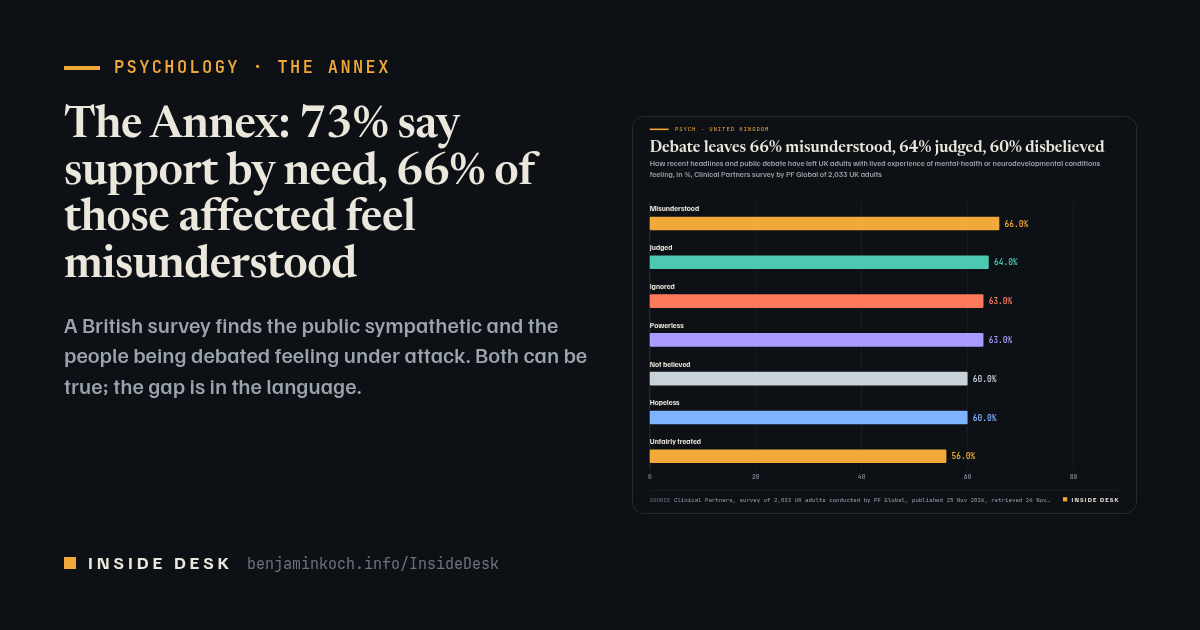 PSYCHOLOGY · THE ANNEX
The Annex: 73% say
support by need, 66% of
those affected feel
misunderstood
A British survey finds the public sympathetic and the
people being debated feeling under attack. Both can be
true; the gap is in the language.
PSYCH · UNITED KINGDOM
Debate leaves 66% misunderstood, 64% judged, 60% disbelieved
How recent headlines and public debate have left UK adults with lived experience of mental-health or neurodevelopmental conditions
feeling, in %, Clinical Partners survey by PF Global of 2,033 UK adults
Misunderstood
66.0%
Judged
64.0%
Ignored
63.0%
Powerless
63.0%
Not believed
60.0%
Hopeless
60.0%
Unfairly treated
56.0%
0 20 40 60 80
SOURCE Clinical Partners, survey of 2,033 UK adults conducted by PF Global, published 25 Nov 2026, retrieved 26 Nov…
INSIDE DESK
INSIDE DESK benjaminkoch.info/InsideDesk